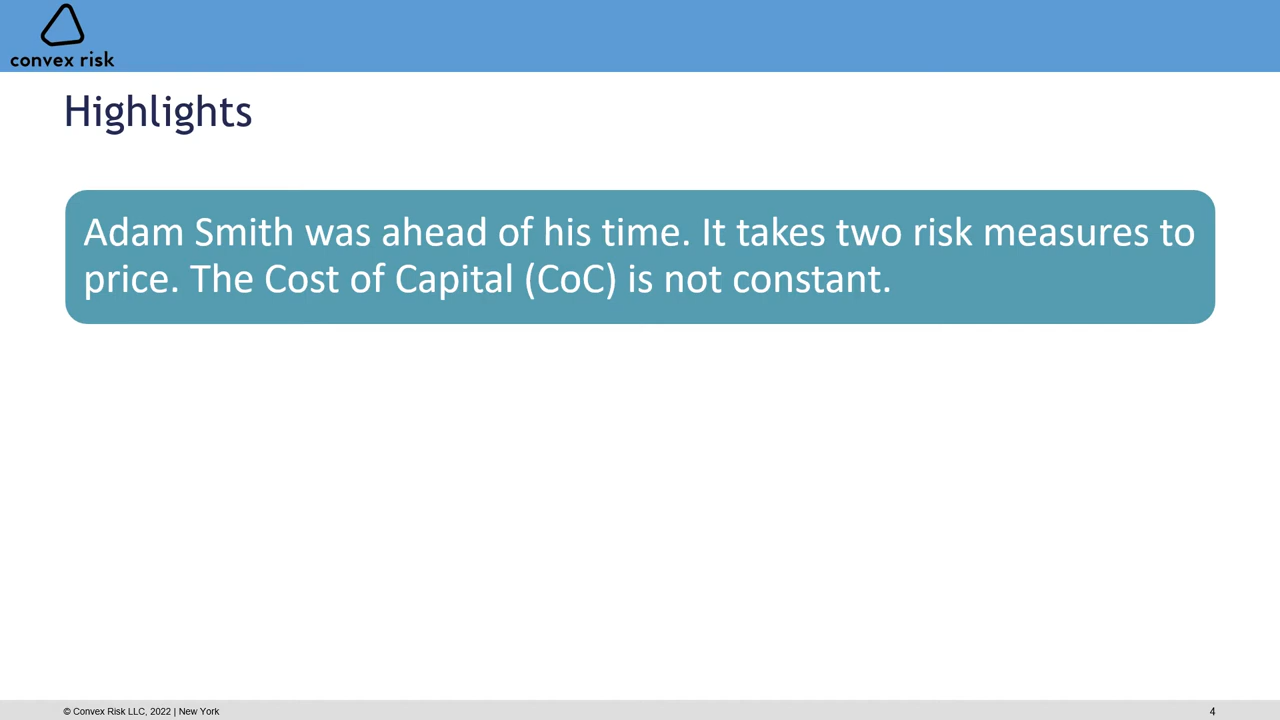 convex risk
Highlights
Adam Smith was ahead of his time. It takes two risk measures to
price. The Cost of Capital (CoC) is not constant.
© Convex Risk LLC, 2022 | New York
4